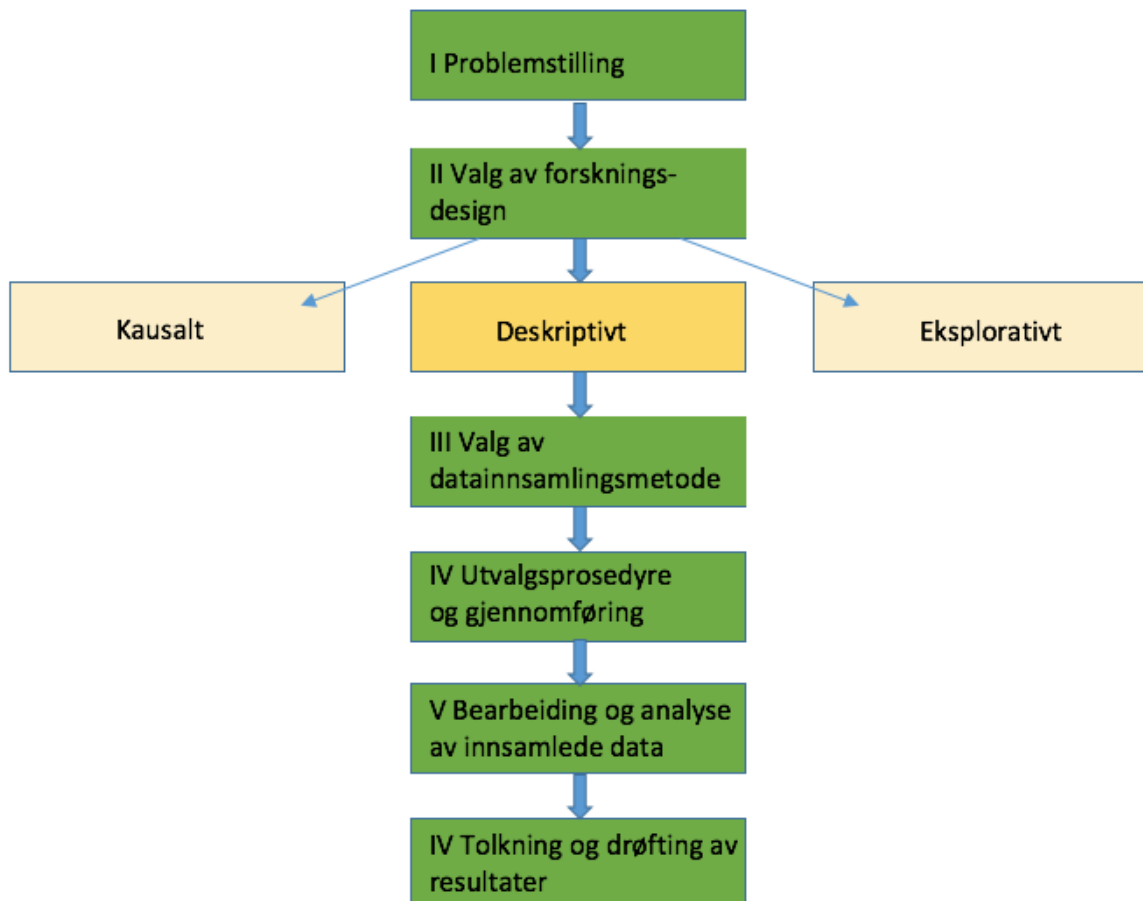 I Problemstilling
II Valg av forsknings-
design
Kausalt
Deskriptivt
Eksplorativt
III Valg av
datainnsamlingsmetode
IV Utvalgsprosedyre
og gjennomføring
V Bearbeiding og analyse
av innsamlede data
IV Tolkning og drøfting av
resultater